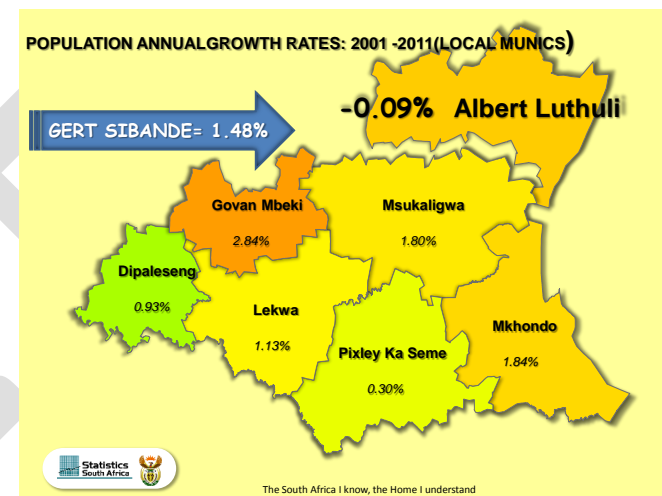 POPULATION ANNUALGROWTH RATES: 2001 -2011(LOCAL MUNICS)
-0.09% Albert Luthuli
GERT SIBANDE= 1.48%
Govan Mbeki
2.84%
Msukaligwa
1.80%
Dipaleseng
0.93%
Lekwa
1.13%
Pixley Ka Seme
0.30%
Mkhondo
1.84%
Statistics
South Africa
The South Africa I know, the Home I understand